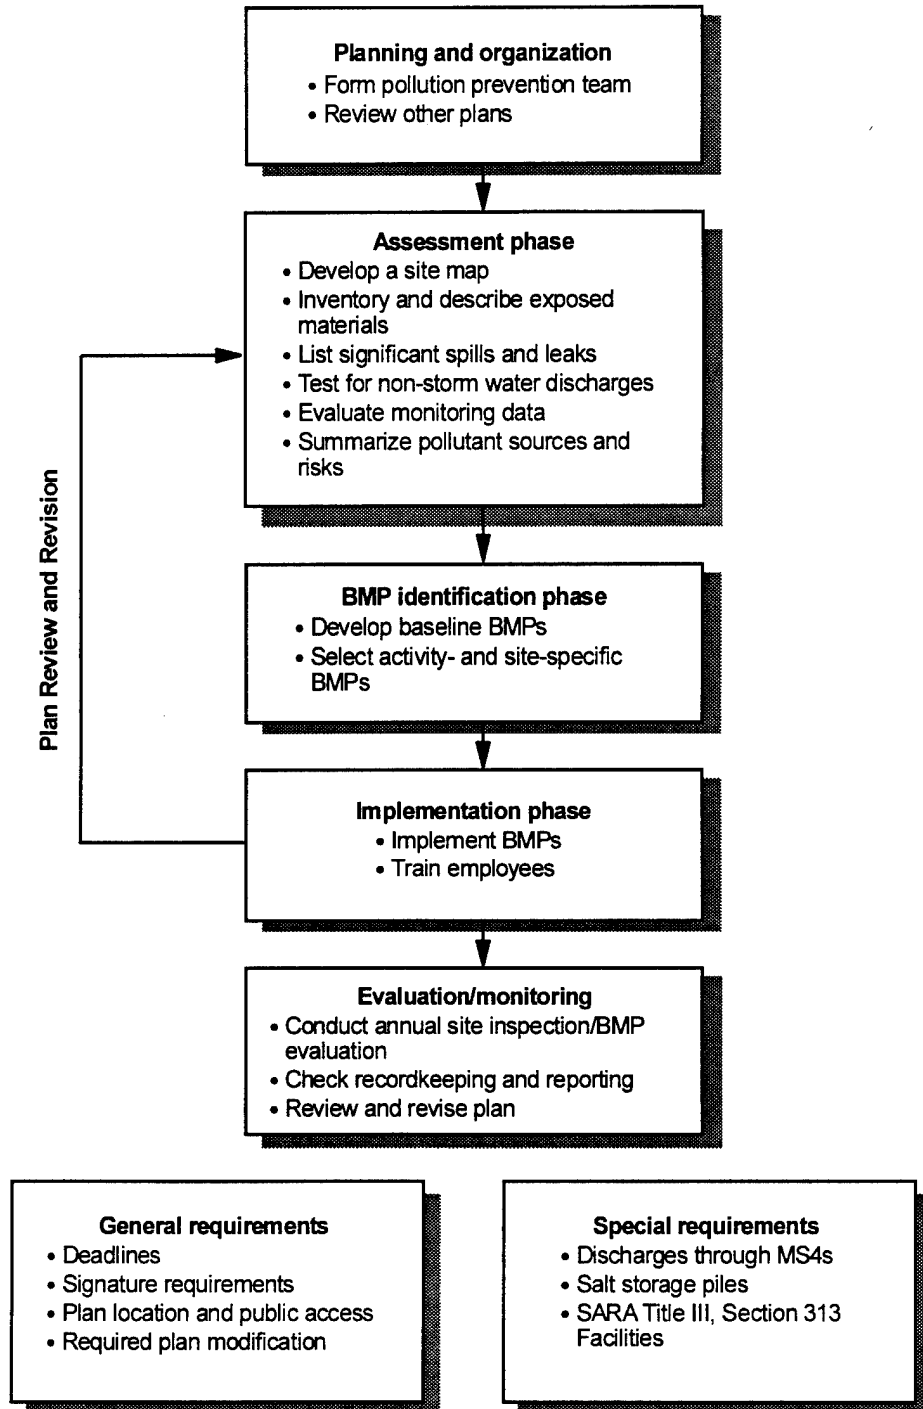 Planning and organization
• Form pollution prevention team
• Review other plans
Assessment phase
• Develop a site map
• Inventory and describe exposed
materials
• List significant spills and leaks
• Test for non-storm water discharges
• Evaluate monitoring data
• Summarize pollutant sources and
risks
Plan Review and Revision
BMP identification phase
• Develop baseline BMPs
• Select activity- and site-specific
BMPs
Implementation phase
• Implement BMPs
• Train employees
Evaluation/monitoring
• Conduct annual site inspection/BMP
evaluation
• Check recordkeeping and reporting
• Review and revise plan
General requirements
• Deadlines
• Signature requirements
• Plan location and public access
• Required plan modification
Special requirements
• Discharges through MS4s
• Salt storage piles
• SARA Title III, Section 313
Facilities